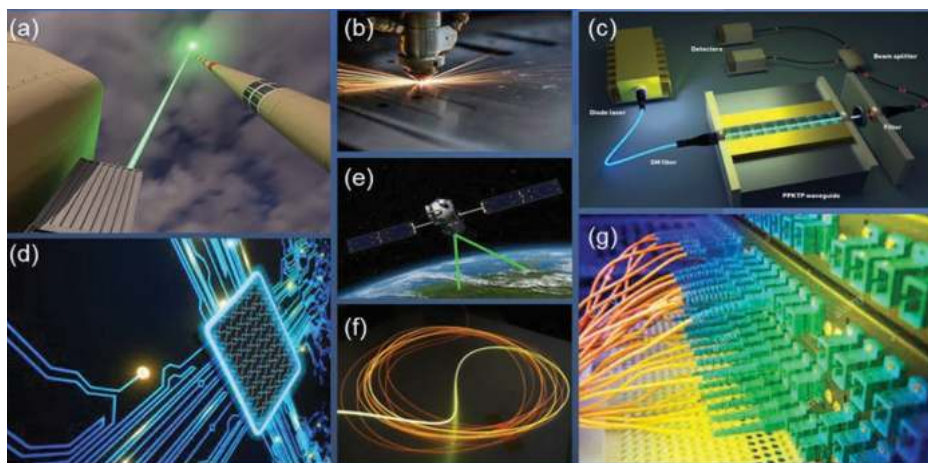 (a)
(b)
(c)
Detectors
Beam splitter
Diode laser
Filter
SM fiber
PPKTP waveguide
(d)
(e)
(f)
(g)